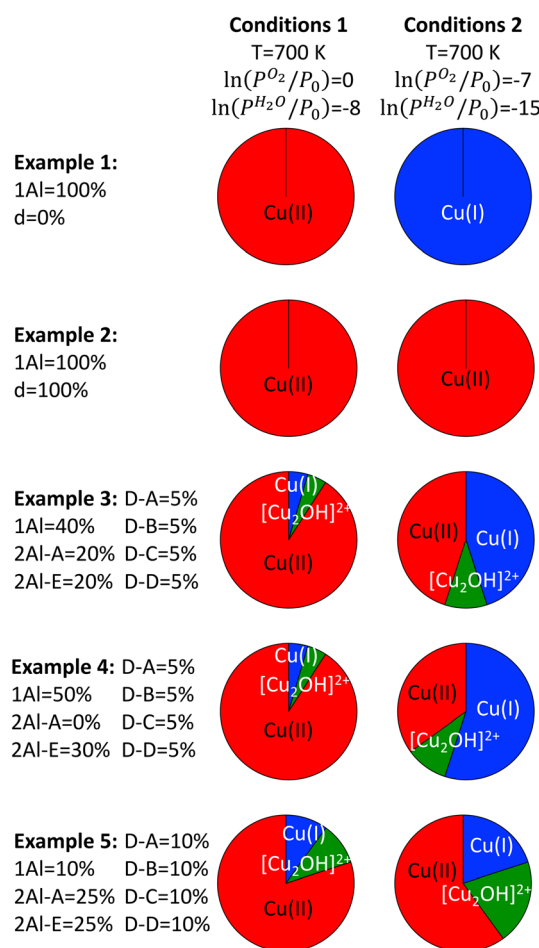 Conditions 1 Conditions 2
T=700 K T=700 K
ln(P^{O₂}/P₀)=0 ln(P^{O₂}/P₀)=-7
ln(P^{H₂O}/P₀)=-8 ln(P^{H₂O}/P₀)=-15
Example 1:
1Al=100%
d=0%
Cu(II) Cu(I)
Example 2:
1Al=100%
d=100%
Cu(II) Cu(II)
Example 3: D-A=5%
1Al=40% D-B=5%
2Al-A=20% D-C=5%
2Al-E=20% D-D=5%
Cu(I)
[Cu₂OH]²⁺
Cu(II)
Cu(II) Cu(I)
[Cu₂OH]²⁺
Example 4: D-A=5%
1Al=50% D-B=5%
2Al-A=0% D-C=5%
2Al-E=30% D-D=5%
Cu(I)
[Cu₂OH]²⁺
Cu(II)
Cu(II) Cu(I)
[Cu₂OH]²⁺
Example 5: D-A=10%
1Al=10% D-B=10%
2Al-A=25% D-C=10%
2Al-E=25% D-D=10%
Cu(I)
[Cu₂OH]²⁺
Cu(II)
Cu(I)
Cu(II)
[Cu₂OH]²⁺